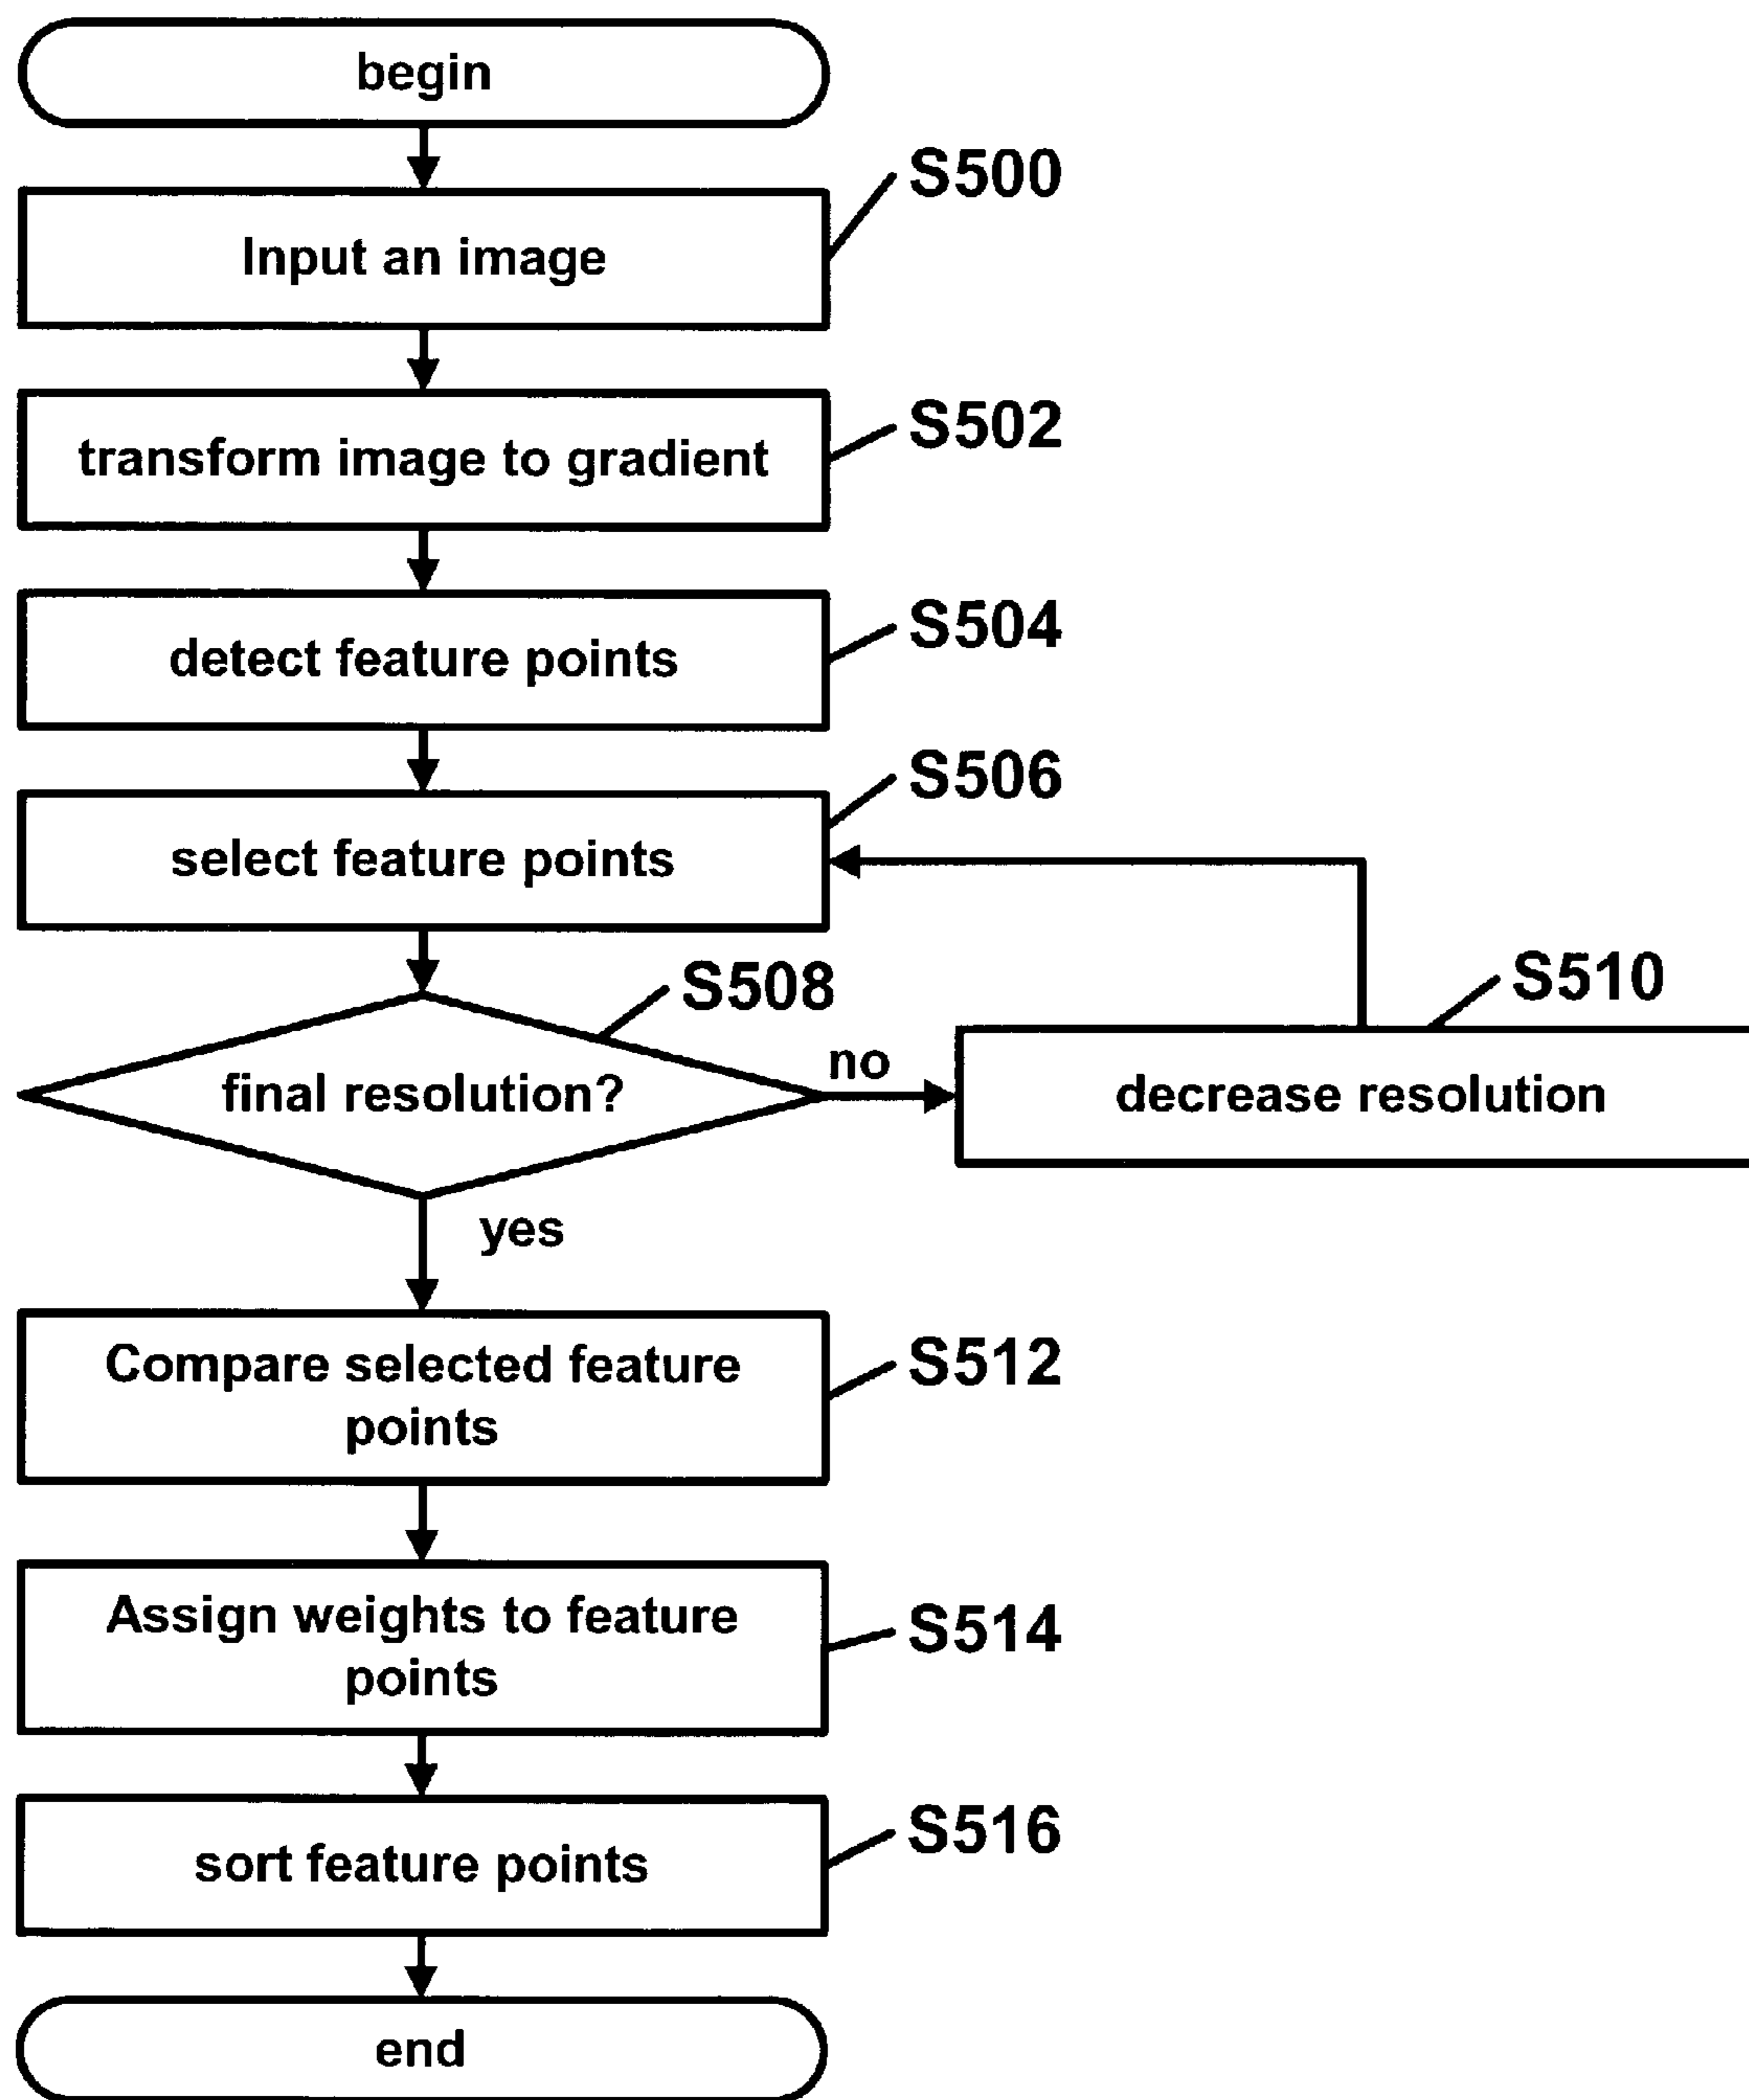 begin
S500
Input an image
S502
transform image to gradient
S504
detect feature points
S506
select feature points
S508
S510
final resolution?
no
decrease resolution
yes
Compare selected feature
points
S512
Assign weights to feature
points
S514
S516
sort feature points
end